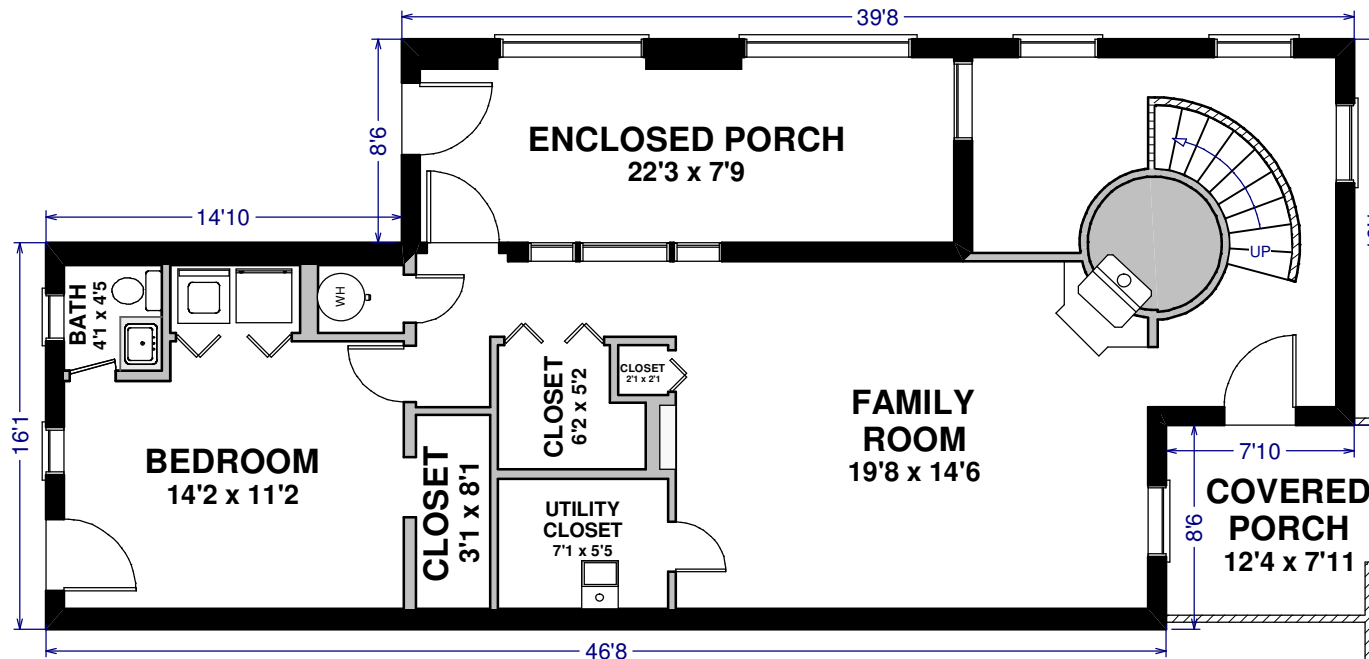 39'8
8'6
ENCLOSED PORCH
22'3 x 7'9
14'10
UP
BATH
4'1 x 4'5
WH
CLOSET
2'1 x 2'1
CLOSET
6'2 x 5'2
FAMILY
ROOM
19'8 x 14'6
16'1
BEDROOM
14'2 x 11'2
CLOSET
3'1 x 8'1
UTILITY
CLOSET
7'1 x 5'5
7'10
8'6
COVERED
PORCH
12'4 x 7'11
46'8